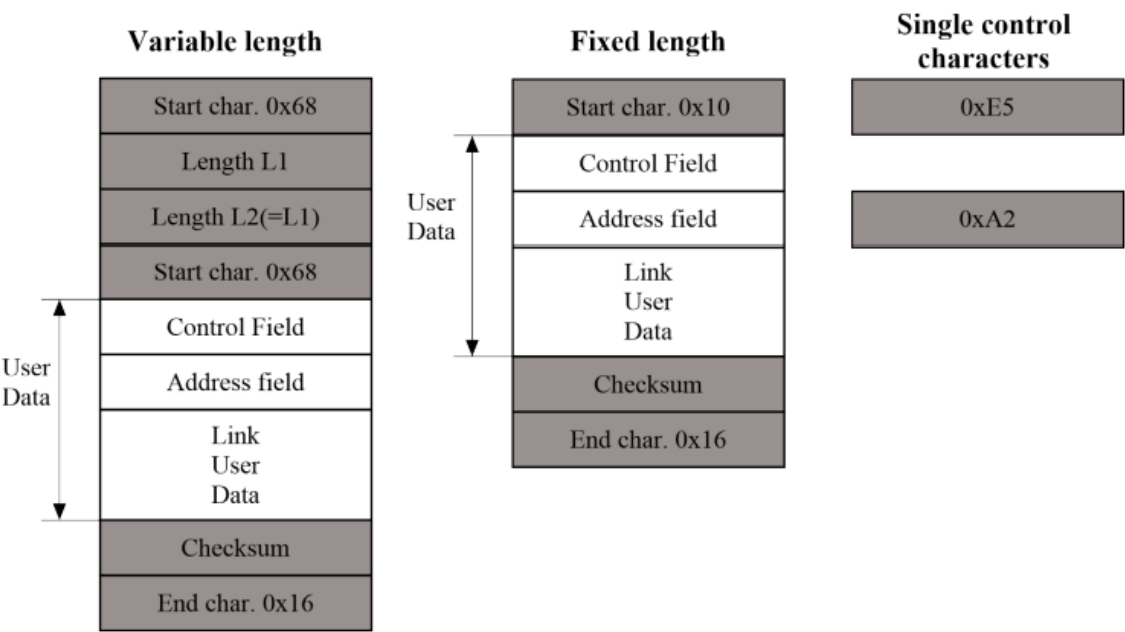 Variable length
Start char. 0x68
Length L1
Length L2(=L1)
Start char. 0x68
User
Data
Control Field
Address field
Link
User
Data
Checksum
End char. 0x16
Fixed length
Start char. 0x10
User
Data
Control Field
Address field
Link
User
Data
Checksum
End char. 0x16
Single control
characters
0xE5
0xA2